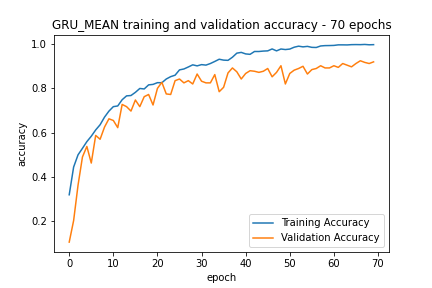 GRU_MEAN training and validation accuracy - 70 epochs
accuracy
1.0
0.8
0.6
0.4
0.2
0 10 20 30 40 50 60 70
epoch
Training Accuracy
Validation Accuracy